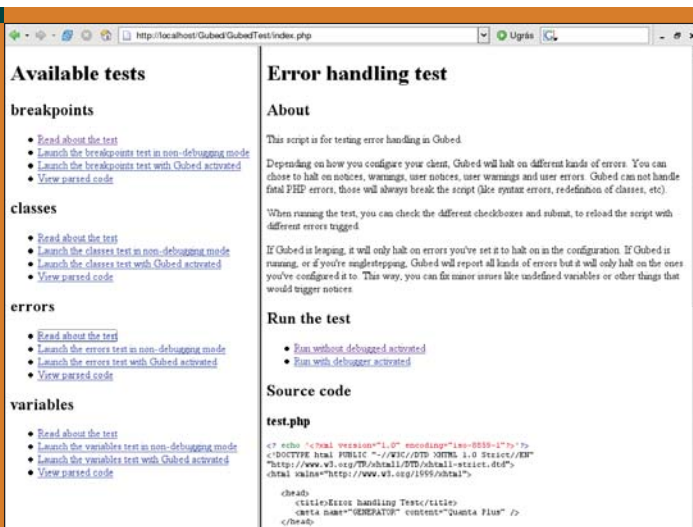 http://localhost/Gubed/GubedTest/index.php
Ugrás
Available tests
breakpoints
Read about the test
Launch the breakpoints test in non-debugging mode
Launch the breakpoints test with Gubed activated
View parsed code
classes
Read about the test
Launch the classes test in non-debugging mode
Launch the classes test with Gubed activated
View parsed code
errors
Read about the test
Launch the errors test in non-debugging mode
Launch the errors test with Gubed activated
View parsed code
variables
Read about the test
Launch the variables test in non-debugging mode
Launch the variables test with Gubed activated
View parsed code
Error handling test
About
This script is for testing error handling in Gubed.
Depending on how you configure your client, Gubed will halt on different kinds of errors. You can
chose to halt on notices, warnings, user notices, user warnings and user errors. Gubed can not handle
fatal PHP errors, those will always break the script (like syntax errors, redefinition of classes, etc).
When running the test, you can check the different checkboxes and submit, to reload the script with
different errors trigged.
If Gubed is leaping, it will only halt on errors you've set it to halt on in the configuration. If Gubed is
running, or if you're singlestepping, Gubed will report all kinds of errors but it will only halt on the ones
you've configured it to. This way, you can fix minor issues like undefined variables or other things that
would trigger notices.
Run the test
Run without debugged activated
Run with debugger activated
Source code
test.php
<? echo '<?xml version="1.0" encoding="iso-8859-1"?>'?>
<!DOCTYPE html PUBLIC "-//W3C//DTD XHTML 1.0 Strict//EN"
"http://www.w3.org/TR/xhtml1/DTD/xhtml1-strict.dtd">
<html xmlns="http://www.w3.org/1999/xhtml">
<head>
<title>Error handling Test</title>
<meta name="GENERATOR" content="Quanta Plus" />
</head>